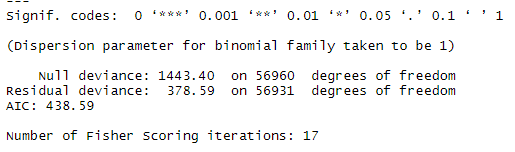 ---
Signif. codes:  0 ‘***’ 0.001 ‘**’ 0.01 ‘*’ 0.05 ‘.’ 0.1 ‘ ’ 1
(Dispersion parameter for binomial family taken to be 1)
Null deviance: 1443.40  on 56960  degrees of freedom
Residual deviance:  378.59  on 56931  degrees of freedom
AIC: 438.59
Number of Fisher Scoring iterations: 17